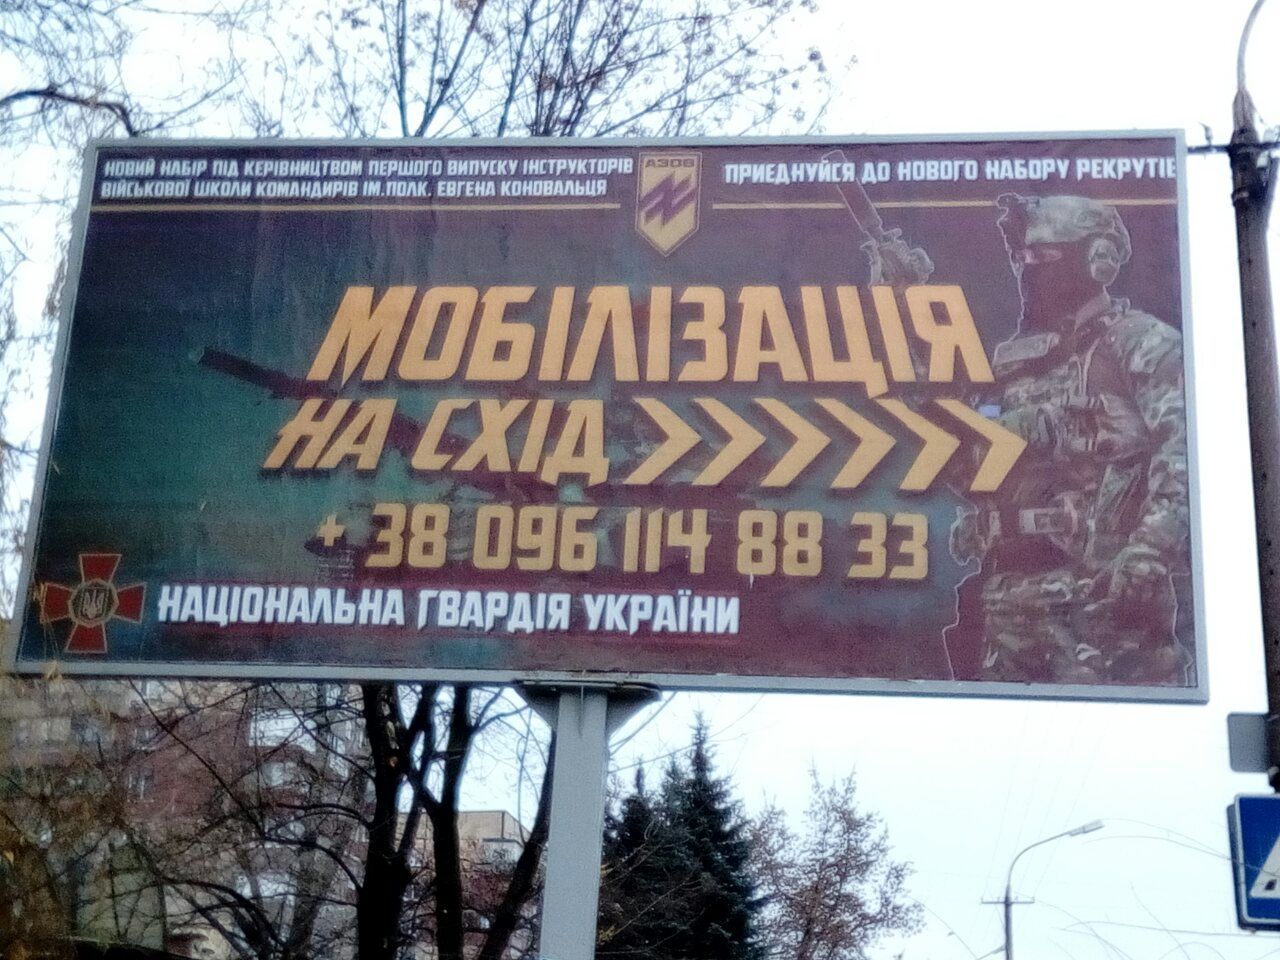 НОВИЙ НАБІР ПІД КЕРІВНИЦТВОМ ПЕРШОГО ВИПУСКУ ІНСТРУКТОРІВ
ВІЙСЬКОВОЇ ШКОЛИ КОМАНДИРІВ ІМ. ПОЛК. ЕВГЕНА КОНОВАЛЬЦЯ
АЗОВ
ПРИЄДНУЙСЯ ДО НОВОГО НАБОРУ РЕКРУТІВ
МОБІЛІЗАЦІЯ
НА СХІД
+ 38 096 114 88 33
НАЦІОНАЛЬНА ГВАРДІЯ УКРАЇНИ